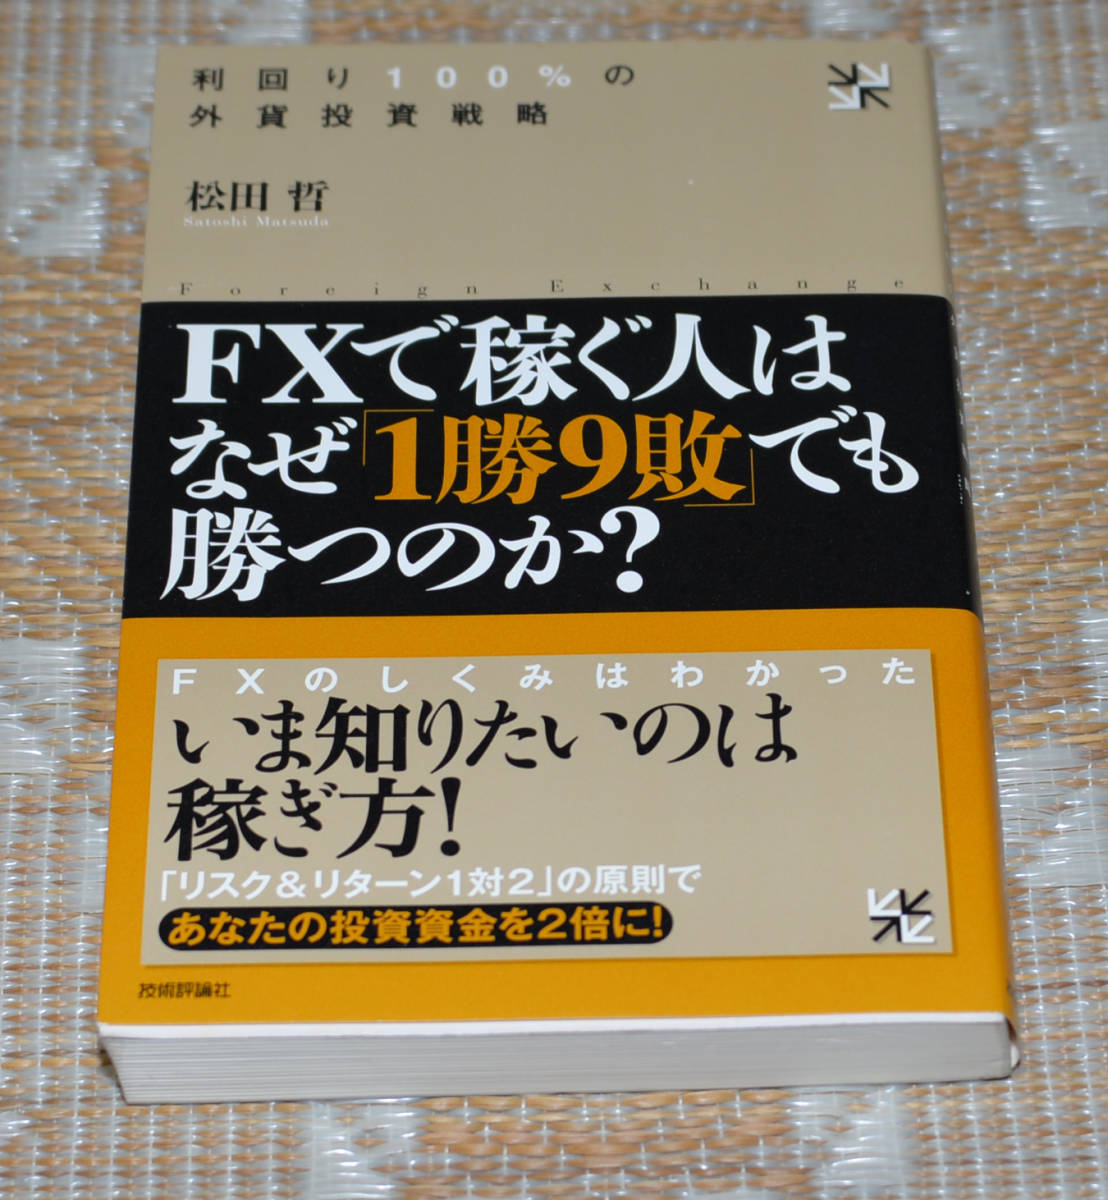 利回り100%の
外貨投資戦略
松田 哲
Satoshi Matsuda
Foreign Exchange
FXで稼ぐ人は
なぜ「1勝9敗」でも
勝つのか?
FXのしくみはわかった
いま知りたいのは
稼ぎ方!
「リスク&リターン1対2」の原則で
あなたの投資資金を2倍に!
技術評論社